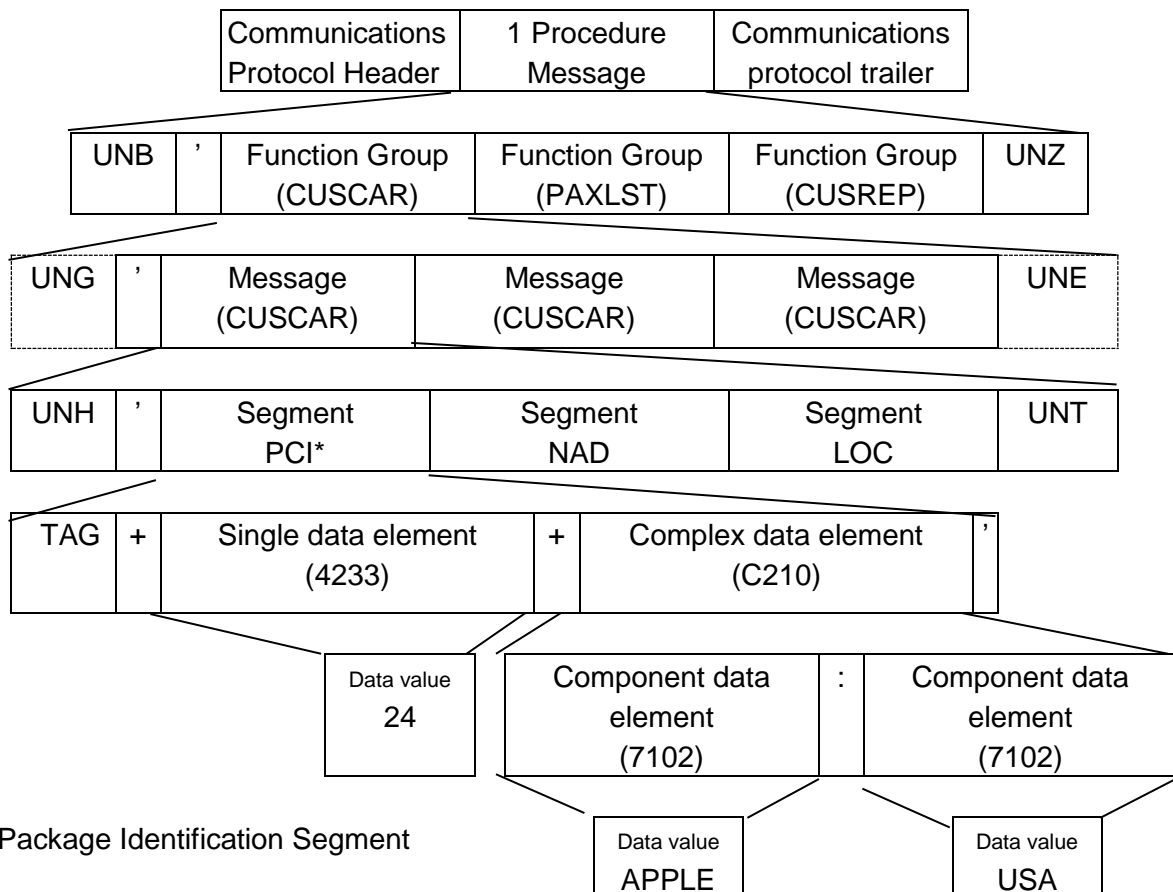 Communications 1 Procedure Communications
Protocol Header Message protocol trailer
UNB ’ Function Group Function Group Function Group UNZ
(CUSCAR) (PAXLST) (CUSREP)
UNG ’ Message Message Message UNE
(CUSCAR) (CUSCAR) (CUSCAR)
UNH ’ Segment Segment Segment UNT
PCI* NAD LOC
TAG + Single data element + Complex data element ’
(4233) (C210)
Data value
24
Component data : Component data
element element
(7102) (7102)
Package Identification Segment
Data value Data value
APPLE USA